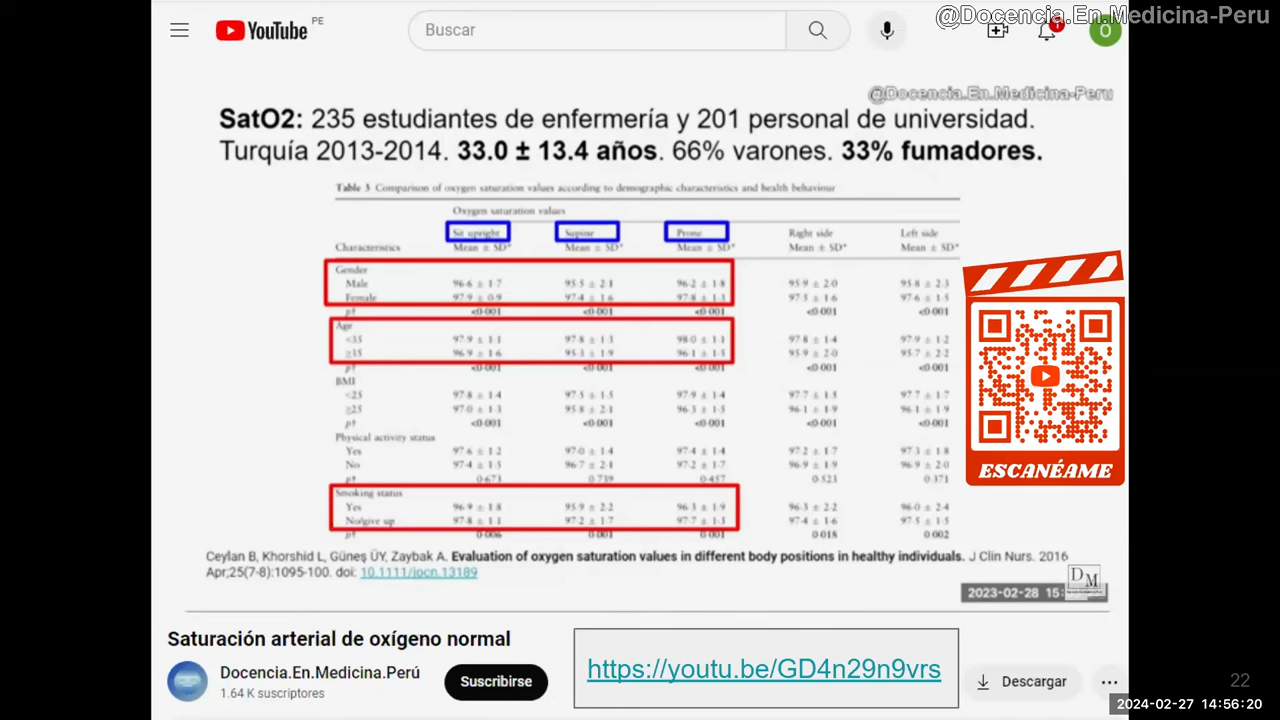 @Docencia.En.Medicina-Peru
YouTube PE
Buscar
1
O
@Docencia.En.Medicina-Peru
SatO2: 235 estudiantes de enfermería y 201 personal de universidad.
Turquía 2013-2014. 33.0 ± 13.4 años. 66% varones. 33% fumadores.
Table 3 Comparison of oxygen saturation values according to demographic characteristics and health behaviour
Oxygen saturation values
Sit upright Supine Prone Right side Left side
Characteristics Mean ± SD* Mean ± SD* Mean ± SD* Mean ± SD* Mean ± SD*
Gender
Male 96·6 ± 1·7 95·5 ± 2·1 96·2 ± 1·8 95·9 ± 2·0 95·8 ± 2·3
Female 97·9 ± 0·9 97·4 ± 1·6 97·8 ± 1·3 97·5 ± 1·6 97·6 ± 1·5
p† <0·001 <0·001 <0·001 <0·001 <0·001
Age
<35 97·9 ± 1·1 97·8 ± 1·3 98·0 ± 1·1 97·8 ± 1·4 97·9 ± 1·2
≥35 96·9 ± 1·6 95·3 ± 1·9 96·1 ± 1·5 95·9 ± 2·0 95·7 ± 2·2
p† <0·001 <0·001 <0·001 <0·001 <0·001
BMI
<25 97·8 ± 1·4 97·5 ± 1·5 97·9 ± 1·4 97·7 ± 1·5 97·7 ± 1·7
≥25 97·0 ± 1·3 95·8 ± 2·1 96·3 ± 1·5 96·1 ± 1·9 96·1 ± 1·9
p† <0·001 <0·001 <0·001 <0·001 <0·001
Physical activity status
Yes 97·6 ± 1·2 97·0 ± 1·4 97·4 ± 1·4 97·2 ± 1·7 97·3 ± 1·8
No 97·4 ± 1·5 96·7 ± 2·1 97·2 ± 1·7 96·9 ± 1·9 96·9 ± 2·0
p† 0·673 0·739 0·457 0·523 0·371
Smoking status
Yes 96·9 ± 1·8 95·9 ± 2·2 96·3 ± 1·9 96·3 ± 2·2 96·0 ± 2·4
No/give up 97·8 ± 1·1 97·2 ± 1·7 97·7 ± 1·3 97·4 ± 1·6 97·5 ± 1·5
p† 0·006 0·001 0·001 0·018 0·002
ESCANÉAME
Ceylan B, Khorshid L, Güneş ÜY, Zaybak A. Evaluation of oxygen saturation values in different body positions in healthy individuals. J Clin Nurs. 2016
Apr;25(7-8):1095-100. doi: 10.1111/jocn.13189
DM
2023-02-28 15:
Saturación arterial de oxígeno normal
Docencia.En.Medicina.Perú
1.64 K suscriptores
Suscribirse
https://youtu.be/GD4n29n9vrs
Descargar
22
2024-02-27 14:56:20